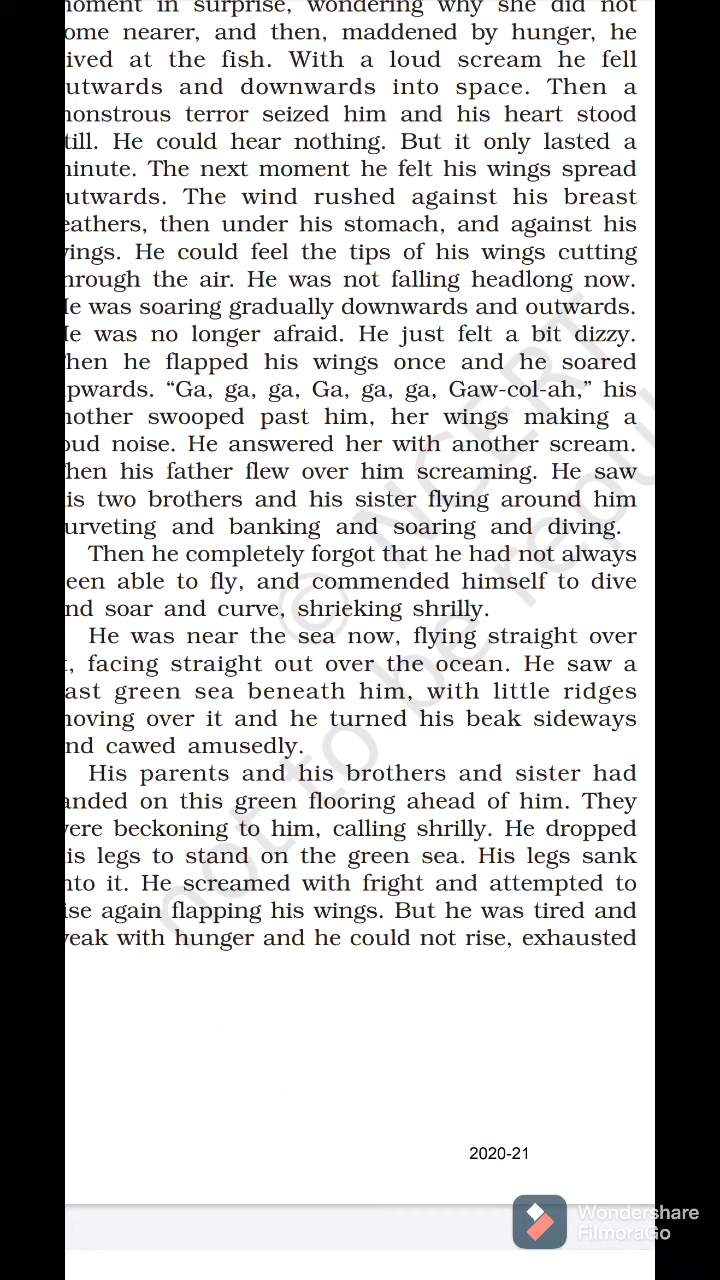 moment in surprise, wondering why she did not
ome nearer, and then, maddened by hunger, he
ived at the fish. With a loud scream he fell
utwards and downwards into space. Then a
monstrous terror seized him and his heart stood
till. He could hear nothing. But it only lasted a
minute. The next moment he felt his wings spread
utwards. The wind rushed against his breast
eathers, then under his stomach, and against his
wings. He could feel the tips of his wings cutting
hrough the air. He was not falling headlong now.
He was soaring gradually downwards and outwards.
He was no longer afraid. He just felt a bit dizzy.
Then he flapped his wings once and he soared
upwards. “Ga, ga, ga, Ga, ga, ga, Gaw-col-ah,” his
mother swooped past him, her wings making a
oud noise. He answered her with another scream.
Then his father flew over him screaming. He saw
is two brothers and his sister flying around him
urveting and banking and soaring and diving.
Then he completely forgot that he had not always
een able to fly, and commended himself to dive
nd soar and curve, shrieking shrilly.
He was near the sea now, flying straight over
t, facing straight out over the ocean. He saw a
ast green sea beneath him, with little ridges
moving over it and he turned his beak sideways
nd cawed amusedly.
His parents and his brothers and sister had
anded on this green flooring ahead of him. They
were beckoning to him, calling shrilly. He dropped
is legs to stand on the green sea. His legs sank
nto it. He screamed with fright and attempted to
ise again flapping his wings. But he was tired and
weak with hunger and he could not rise, exhausted
© NCERT
not to be republ
2020-21
Wondershare
FilmoraGo